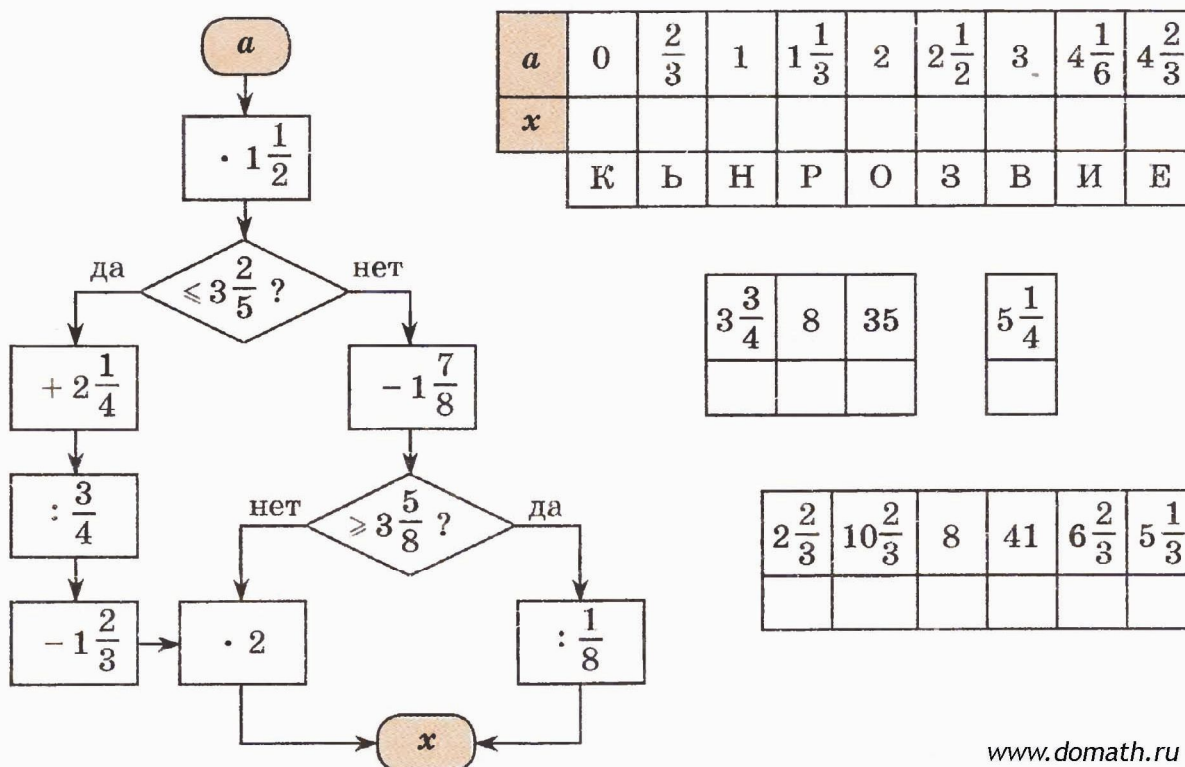 a
· 1 1/2
да
≤ 3 2/5 ?
нет
+ 2 1/4
− 1 7/8
: 3/4
нет
≥ 3 5/8 ?
да
− 1 2/3
· 2
: 1/8
x
a 0 2/3 1 1 1/3 2 2 1/2 3 4 1/6 4 2/3
x
К Ь Н Р О З В И Е
3 3/4 8 35
5 1/4
2 2/3 10 2/3 8 41 6 2/3 5 1/3
www.domath.ru